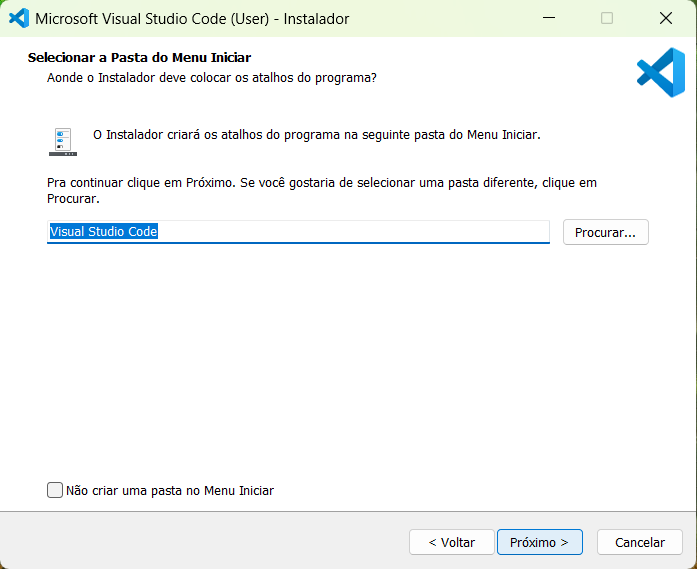 Microsoft Visual Studio Code (User) - Instalador
Selecionar a Pasta do Menu Iniciar
Aonde o Instalador deve colocar os atalhos do programa?
O Instalador criará os atalhos do programa na seguinte pasta do Menu Iniciar.
Pra continuar clique em Próximo. Se você gostaria de selecionar uma pasta diferente, clique em
Procurar.
Visual Studio Code
Procurar...
Não criar uma pasta no Menu Iniciar
< Voltar
Próximo >
Cancelar